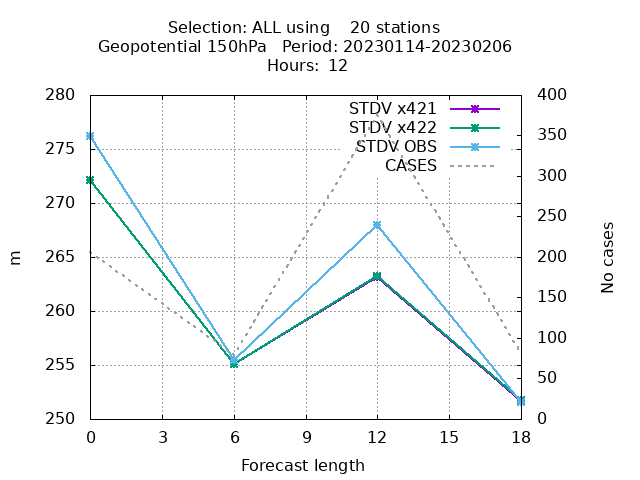 Selection: ALL using    20 stations
Geopotential 150hPa   Period: 20230114-20230206
Hours: 12
STDV x421
STDV x422
STDV OBS
CASES
280
275
270
265
260
255
250
m
400
350
300
250
200
150
100
50
0
No cases
0 3 6 9 12 15 18
Forecast length